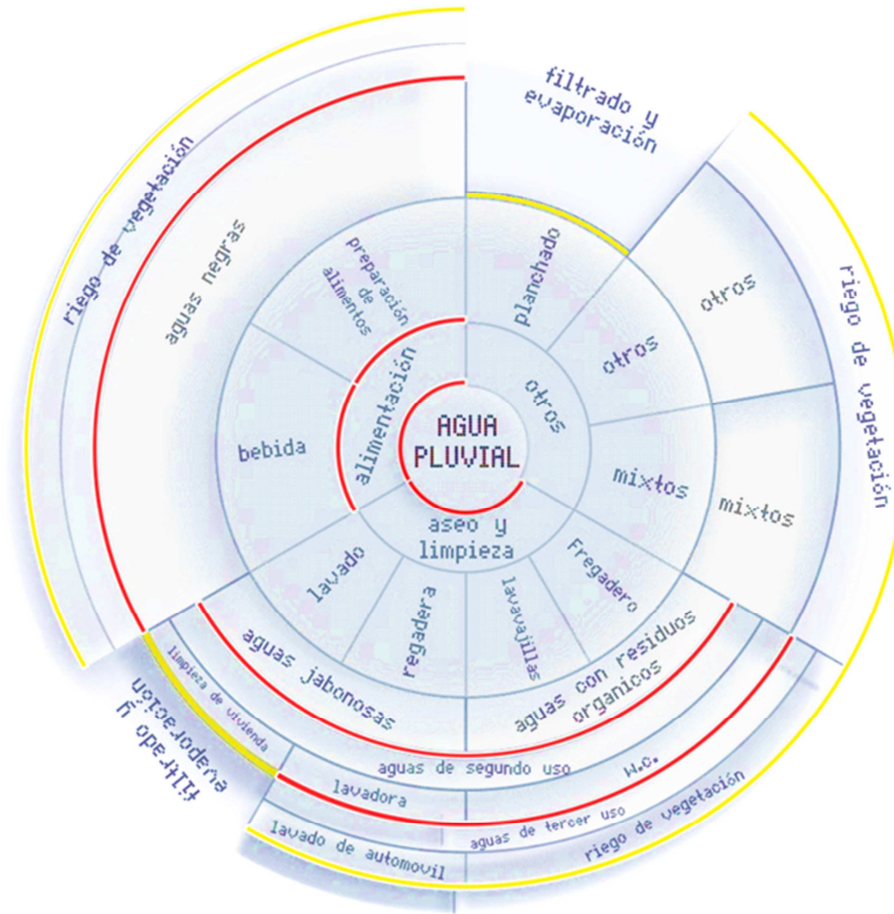 filtrado y
evaporación
riego de vegetación
aguas negras
preparación
de
alimentos
planchado
otros
otros
riego de vegetación
bebida
alimentación
AGUA
PLUVIAL
otros
mixtos
mixtos
aseo y
limpieza
lavado
regadera
lavavajillas
Fregadero
aguas jabonosas
aguas con residuos
organicos
limpieza de vivienda
filtrado y
evaporación
aguas de segundo uso
lavadora
W.C.
aguas de tercer uso
riego de vegetación
lavado de automovil